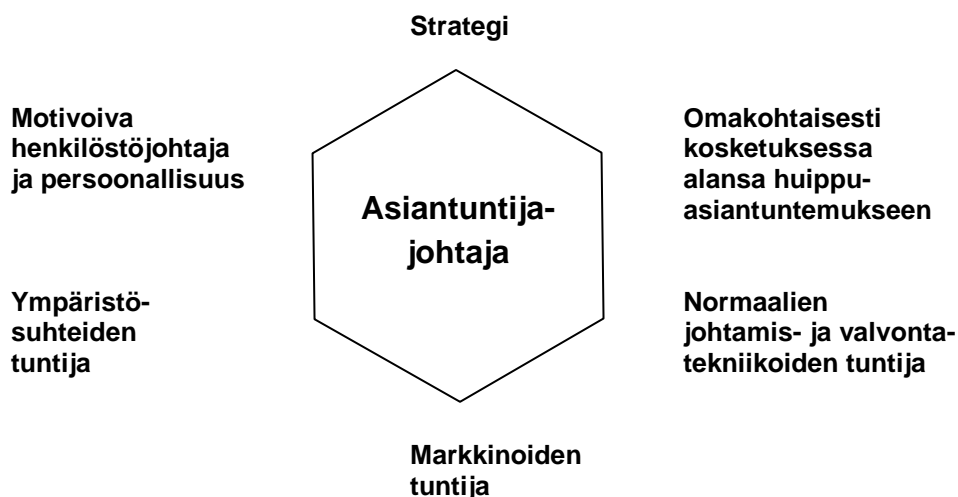 Strategi
Motivoiva
henkilöstöjohtaja
ja persoonallisuus
Omakohtaisesti
kosketuksessa
alansa huippu-
asiantuntemukseen
Asiantuntija-
johtaja
Ympäristö-
suhteiden
tuntija
Normaalien
johtamis- ja valvonta-
tekniikoiden tuntija
Markkinoiden
tuntija